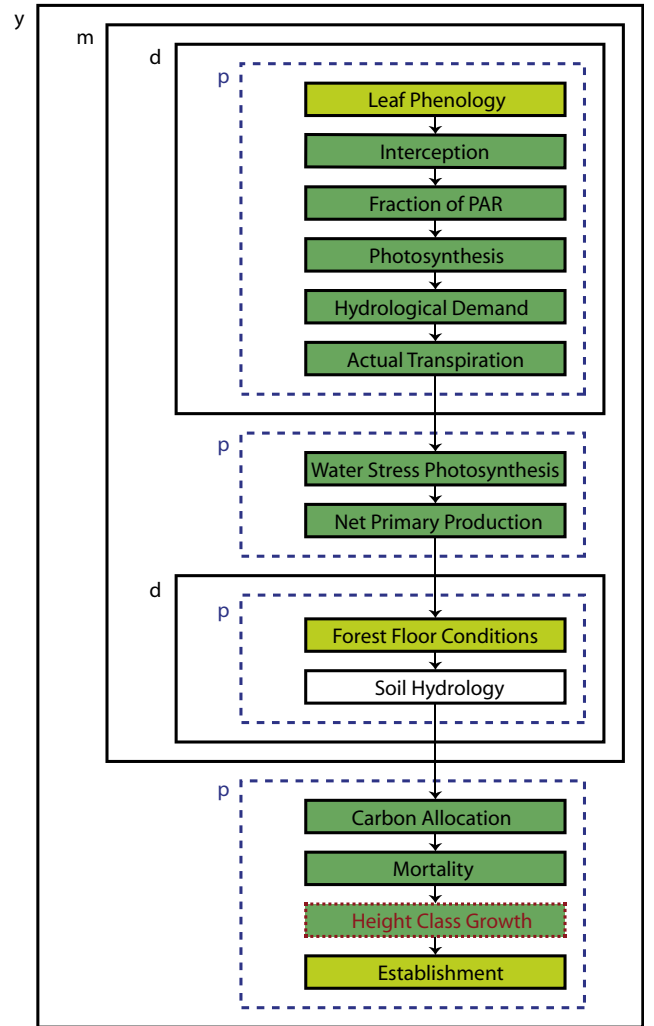 y
m
d
p
Leaf Phenology
Interception
Fraction of PAR
Photosynthesis
Hydrological Demand
Actual Transpiration
p
Water Stress Photosynthesis
Net Primary Production
d
p
Forest Floor Conditions
Soil Hydrology
p
Carbon Allocation
Mortality
Height Class Growth
Establishment